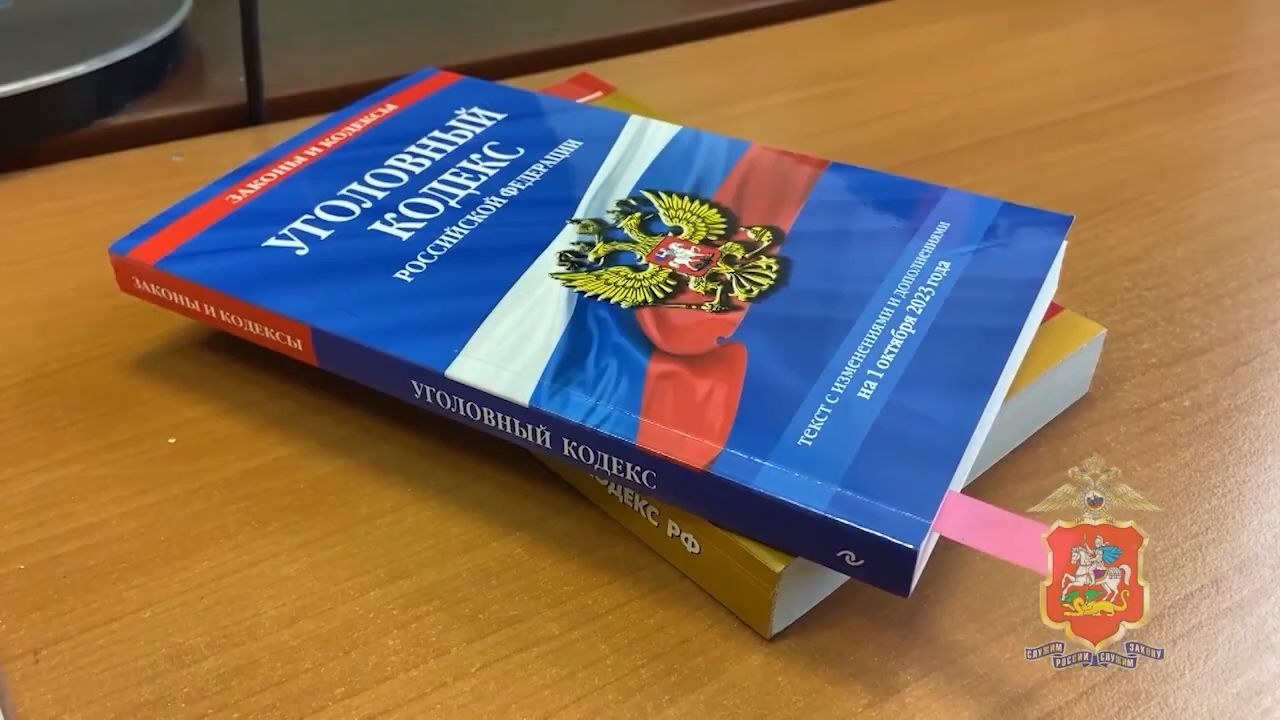 ЗАКОНЫ И КОДЕКСЫ
УГОЛОВНЫЙ
КОДЕКС
РОССИЙСКОЙ ФЕДЕРАЦИИ
ТЕКСТ С ИЗМЕНЕНИЯМИ И ДОПОЛНЕНИЯМИ
на 1 октября 2023 года
ЗАКОНЫ И КОДЕКСЫ
УГОЛОВНЫЙ КОДЕКС
КОДЕКС РФ
СЛУЖИМ РОССИИ СЛУЖИМ ЗАКОНУ